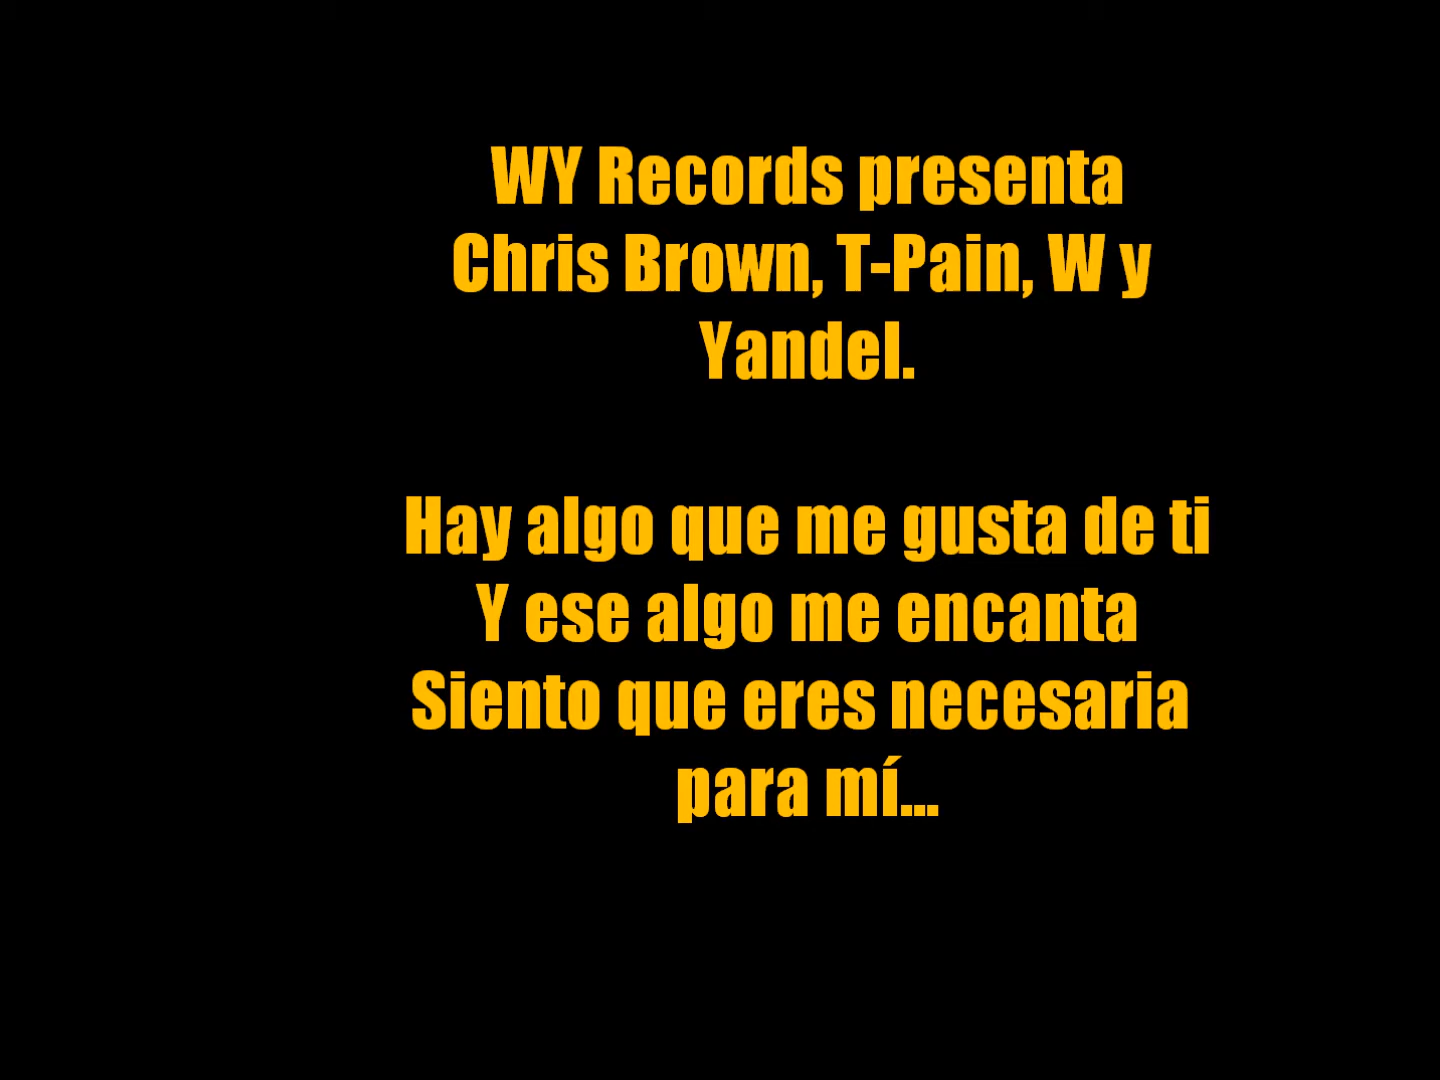 WY Records presenta
Chris Brown, T-Pain, W y
Yandel.
Hay algo que me gusta de ti
Y ese algo me encanta
Siento que eres necesaria
para mí...